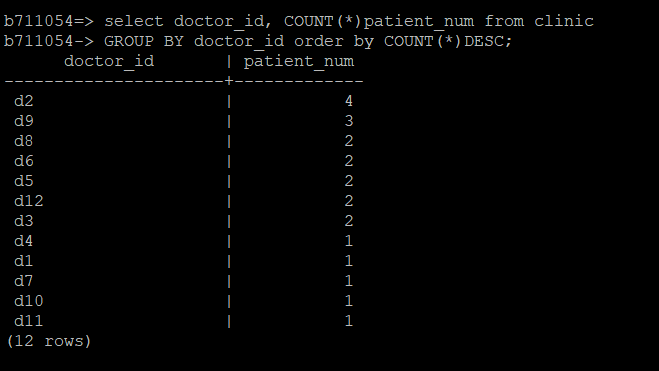 b711054=> select doctor_id, COUNT(*)patient_num from clinic
b711054-> GROUP BY doctor_id order by COUNT(*)DESC;
      doctor_id        | patient_num
-----------------------+-------------
 d2                    |           4
 d9                    |           3
 d8                    |           2
 d6                    |           2
 d5                    |           2
 d12                   |           2
 d3                    |           2
 d4                    |           1
 d1                    |           1
 d7                    |           1
 d10                   |           1
 d11                   |           1
(12 rows)